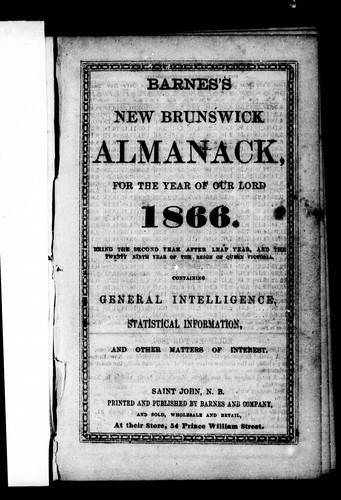 BARNES'S
NEW BRUNSWICK
ALMANACK,
FOR THE YEAR OF OUR LORD
1866.
BEING THE SECOND YEAR AFTER LEAP YEAR, AND THE
TWENTY NINTH YEAR OF THE REIGN OF QUEEN VICTORIA.
CONTAINING
GENERAL INTELLIGENCE,
STATISTICAL INFORMATION,
AND OTHER MATTERS OF INTEREST.
SAINT JOHN, N. B.
PRINTED AND PUBLISHED BY BARNES AND COMPANY,
AND SOLD, WHOLESALE AND RETAIL,
At their Store, 54 Prince William Street.